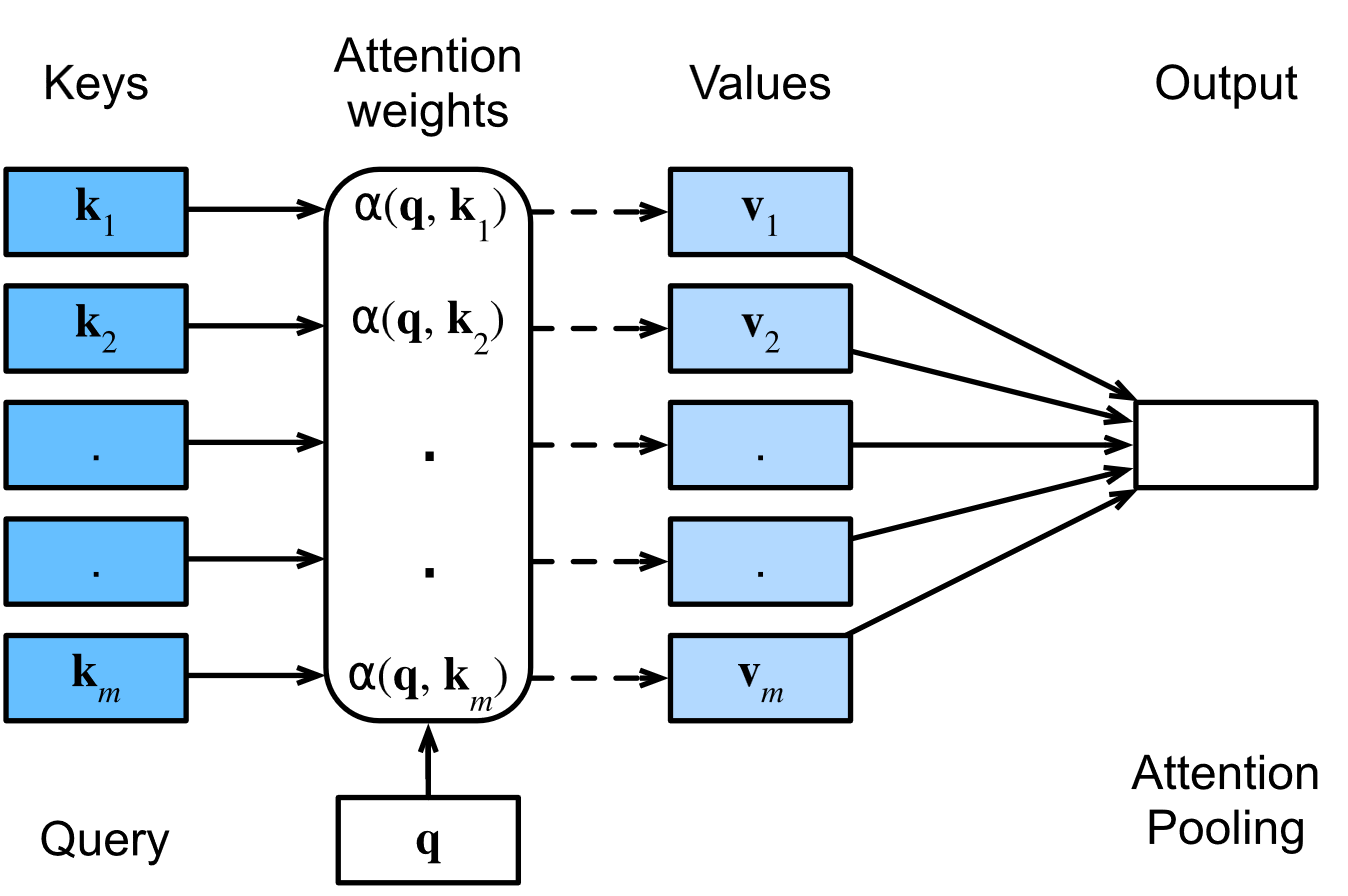 Keys
Attention
weights
Values
Output
k1
α(q, k1)
v1
k2
α(q, k2)
v2
.
.
.
.
.
.
km
α(q, km)
vm
Query
q
Attention
Pooling